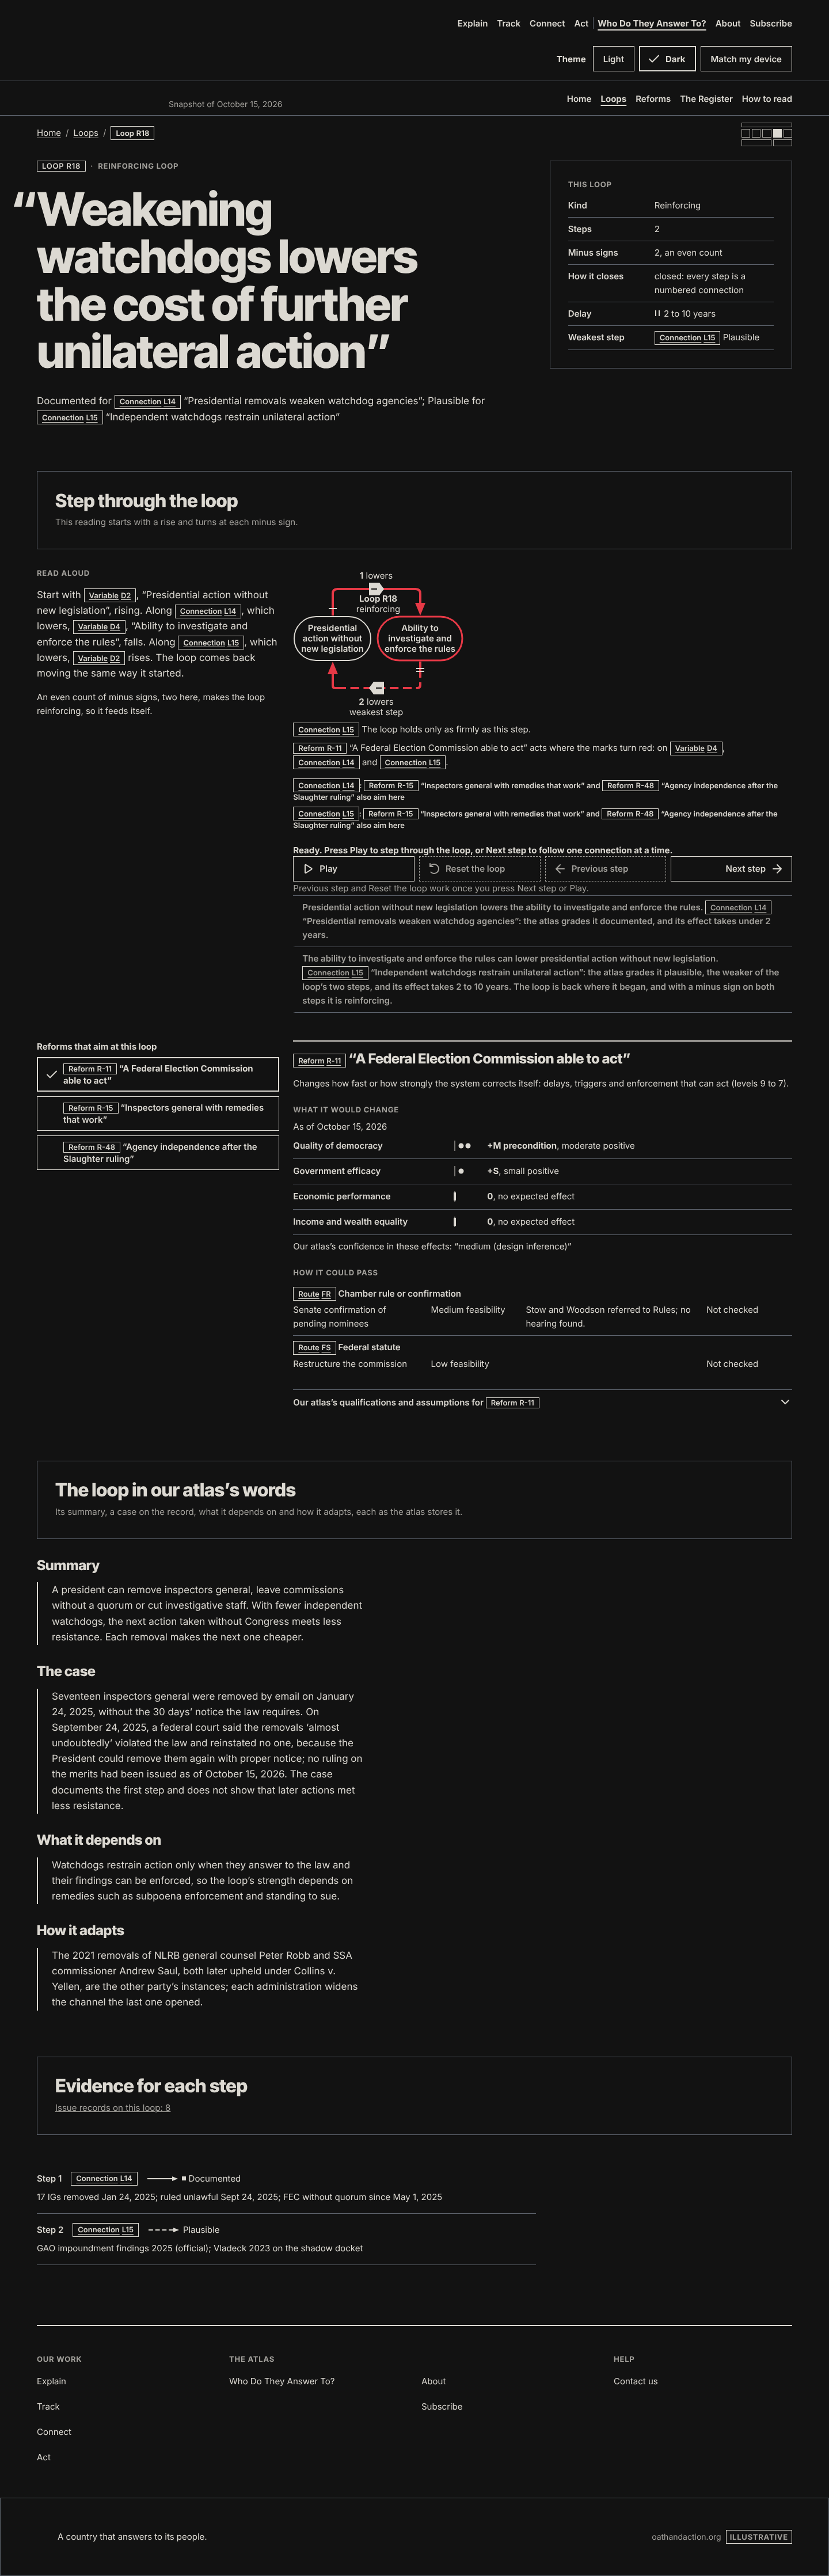 Explain Track Connect Act Who Do They Answer To? About Subscribe
Theme Light Dark Match my device
Snapshot of October 15, 2026
Home Loops Reforms The Register How to read
Home / Loops / Loop R18
LOOP R18 · REINFORCING LOOP
“Weakening
watchdogs lowers
the cost of further
unilateral action”
Documented for Connection L14 “Presidential removals weaken watchdog agencies”; Plausible for
Connection L15 “Independent watchdogs restrain unilateral action”
THIS LOOP
Kind Reinforcing
Steps 2
Minus signs 2, an even count
How it closes closed: every step is a
numbered connection
Delay 2 to 10 years
Weakest step Connection L15 Plausible
Step through the loop
This reading starts with a rise and turns at each minus sign.
READ ALOUD
Start with Variable D2, “Presidential action without
new legislation”, rising. Along Connection L14, which
lowers, Variable D4, “Ability to investigate and
enforce the rules”, falls. Along Connection L15, which
lowers, Variable D2 rises. The loop comes back
moving the same way it started.
An even count of minus signs, two here, makes the loop
reinforcing, so it feeds itself.
1 lowers
Loop R18
reinforcing
Presidential
action without
new legislation
Ability to
investigate and
enforce the rules
2 lowers
weakest step
Connection L15 The loop holds only as firmly as this step.
Reform R-11 “A Federal Election Commission able to act” acts where the marks turn red: on Variable D4,
Connection L14 and Connection L15.
Connection L14: Reform R-15 “Inspectors general with remedies that work” and Reform R-48 “Agency independence after the
Slaughter ruling” also aim here
Connection L15: Reform R-15 “Inspectors general with remedies that work” and Reform R-48 “Agency independence after the
Slaughter ruling” also aim here
Ready. Press Play to step through the loop, or Next step to follow one connection at a time.
Play Reset the loop Previous step Next step
Previous step and Reset the loop work once you press Next step or Play.
Presidential action without new legislation lowers the ability to investigate and enforce the rules. Connection L14
“Presidential removals weaken watchdog agencies”: the atlas grades it documented, and its effect takes under 2
years.
The ability to investigate and enforce the rules can lower presidential action without new legislation.
Connection L15 “Independent watchdogs restrain unilateral action”: the atlas grades it plausible, the weaker of the
loop’s two steps, and its effect takes 2 to 10 years. The loop is back where it began, and with a minus sign on both
steps it is reinforcing.
Reforms that aim at this loop
Reform R-11 “A Federal Election Commission
able to act”
Reform R-15 “Inspectors general with remedies
that work”
Reform R-48 “Agency independence after the
Slaughter ruling”
Reform R-11 “A Federal Election Commission able to act”
Changes how fast or how strongly the system corrects itself: delays, triggers and enforcement that can act (levels 9 to 7).
WHAT IT WOULD CHANGE
As of October 15, 2026
Quality of democracy +M precondition, moderate positive
Government efficacy +S, small positive
Economic performance 0, no expected effect
Income and wealth equality 0, no expected effect
Our atlas’s confidence in these effects: “medium (design inference)”
HOW IT COULD PASS
Route FR Chamber rule or confirmation
Senate confirmation of
pending nominees
Medium feasibility
Stow and Woodson referred to Rules; no
hearing found.
Not checked
Route FS Federal statute
Restructure the commission Low feasibility Not checked
Our atlas’s qualifications and assumptions for Reform R-11
The loop in our atlas’s words
Its summary, a case on the record, what it depends on and how it adapts, each as the atlas stores it.
Summary
A president can remove inspectors general, leave commissions
without a quorum or cut investigative staff. With fewer independent
watchdogs, the next action taken without Congress meets less
resistance. Each removal makes the next one cheaper.
The case
Seventeen inspectors general were removed by email on January
24, 2025, without the 30 days’ notice the law requires. On
September 24, 2025, a federal court said the removals ‘almost
undoubtedly’ violated the law and reinstated no one, because the
President could remove them again with proper notice; no ruling on
the merits had been issued as of October 15, 2026. The case
documents the first step and does not show that later actions met
less resistance.
What it depends on
Watchdogs restrain action only when they answer to the law and
their findings can be enforced, so the loop’s strength depends on
remedies such as subpoena enforcement and standing to sue.
How it adapts
The 2021 removals of NLRB general counsel Peter Robb and SSA
commissioner Andrew Saul, both later upheld under Collins v.
Yellen, are the other party’s instances; each administration widens
the channel the last one opened.
Evidence for each step
Issue records on this loop: 8
Step 1 Connection L14 Documented
17 IGs removed Jan 24, 2025; ruled unlawful Sept 24, 2025; FEC without quorum since May 1, 2025
Step 2 Connection L15 Plausible
GAO impoundment findings 2025 (official); Vladeck 2023 on the shadow docket
OUR WORK
Explain
Track
Connect
Act
THE ATLAS
Who Do They Answer To?
About
Subscribe
HELP
Contact us
A country that answers to its people.
oathandaction.org ILLUSTRATIVE